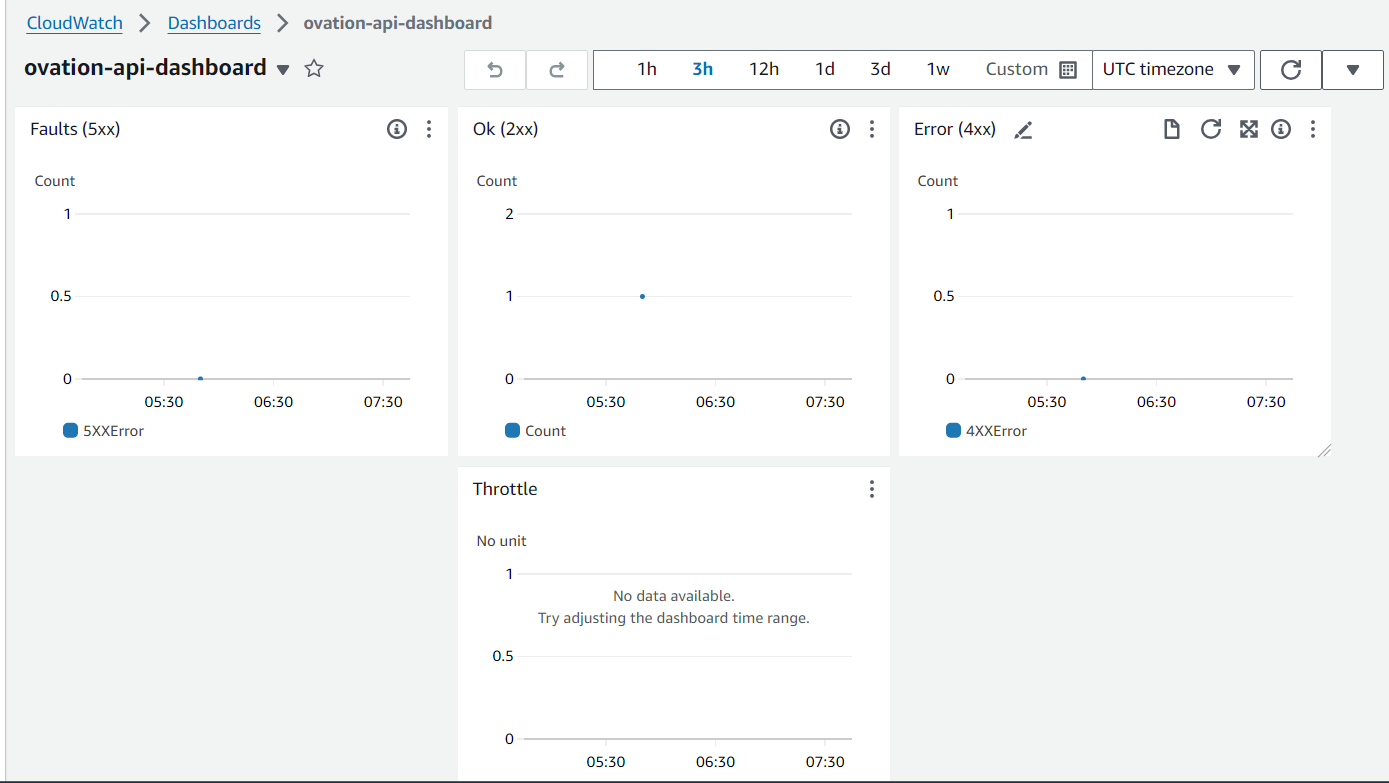 CloudWatch > Dashboards > ovation-api-dashboard
ovation-api-dashboard
1h 3h 12h 1d 3d 1w Custom UTC timezone
Faults (5xx)
Count
1
0.5
0
05:30 06:30 07:30
5XXError
Ok (2xx)
Count
2
1
0
05:30 06:30 07:30
Count
Error (4xx)
Count
1
0.5
0
05:30 06:30 07:30
4XXError
Throttle
No unit
1
No data available.
Try adjusting the dashboard time range.
0.5
0
05:30 06:30 07:30